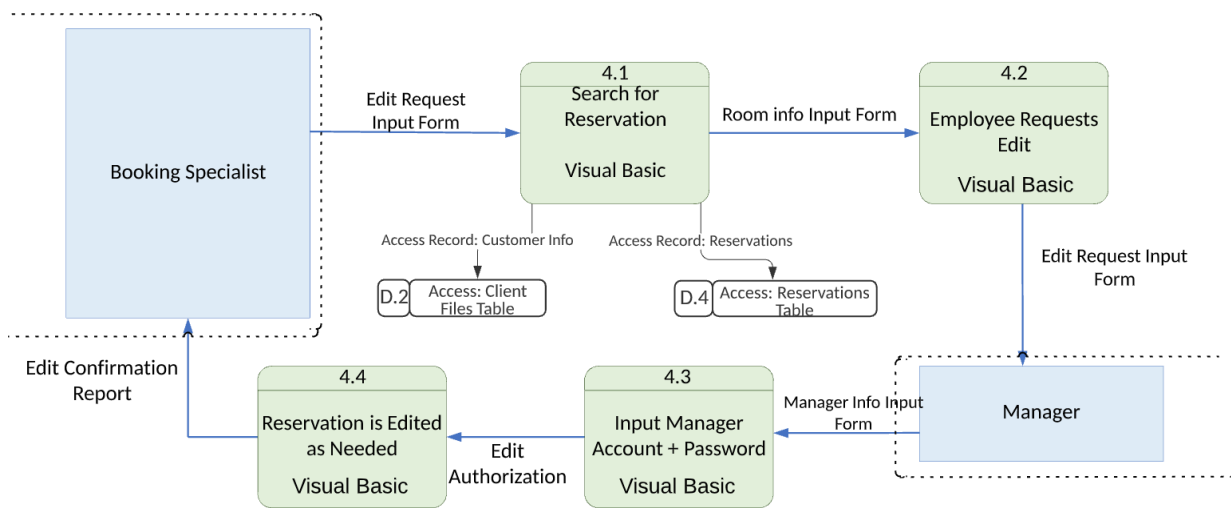 4.1
4.2
Search for
Reservation
Visual Basic
Edit Request
Input Form
Room info Input Form
Employee Requests
Edit
Visual Basic
Booking Specialist
Access Record: Customer Info
Access Record: Reservations
Edit Request Input
Form
D.2
Access: Client
Files Table
D.4
Access: Reservations
Table
Edit Confirmation
Report
4.4
Reservation is Edited
as Needed
Visual Basic
Edit
Authorization
4.3
Input Manager
Account + Password
Visual Basic
Manager Info Input
Form
Manager